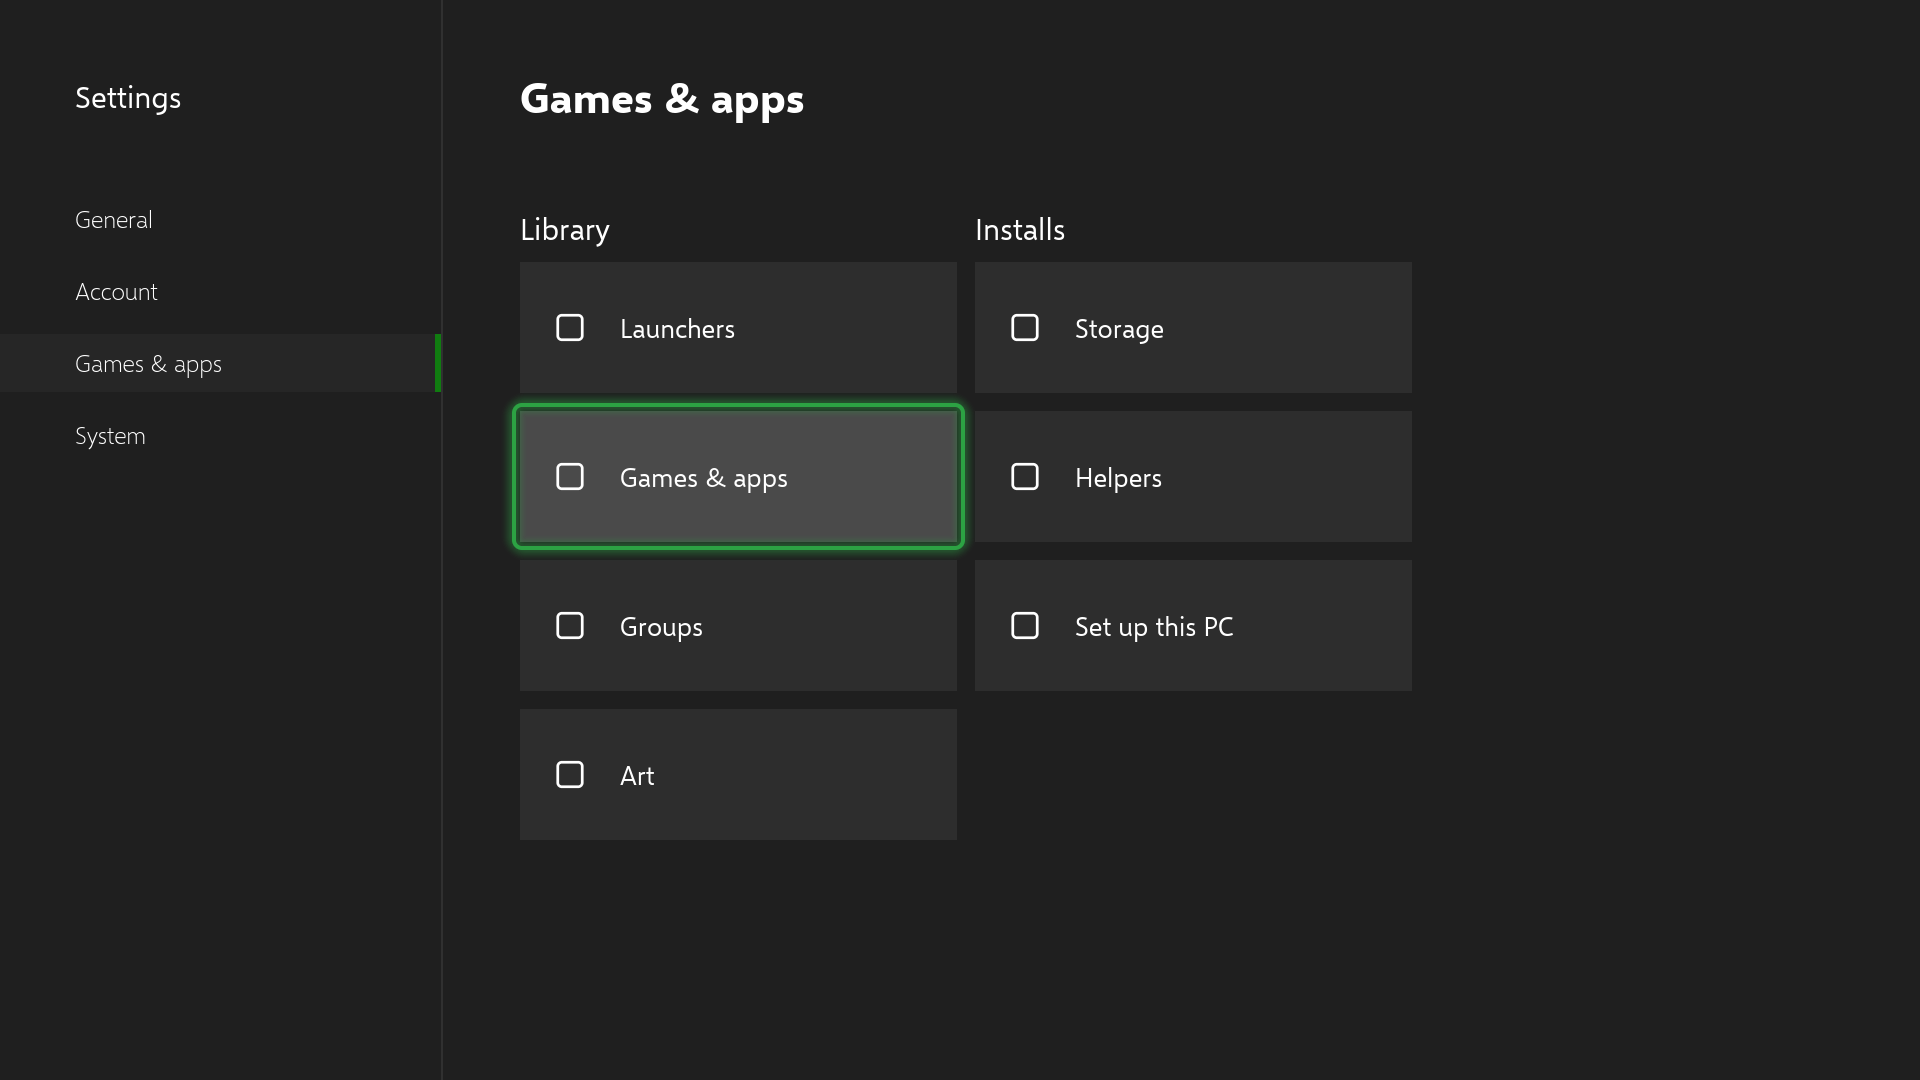 Settings
General
Account
Games & apps
System
Games & apps
Library
Launchers
Games & apps
Groups
Art
Installs
Storage
Helpers
Set up this PC